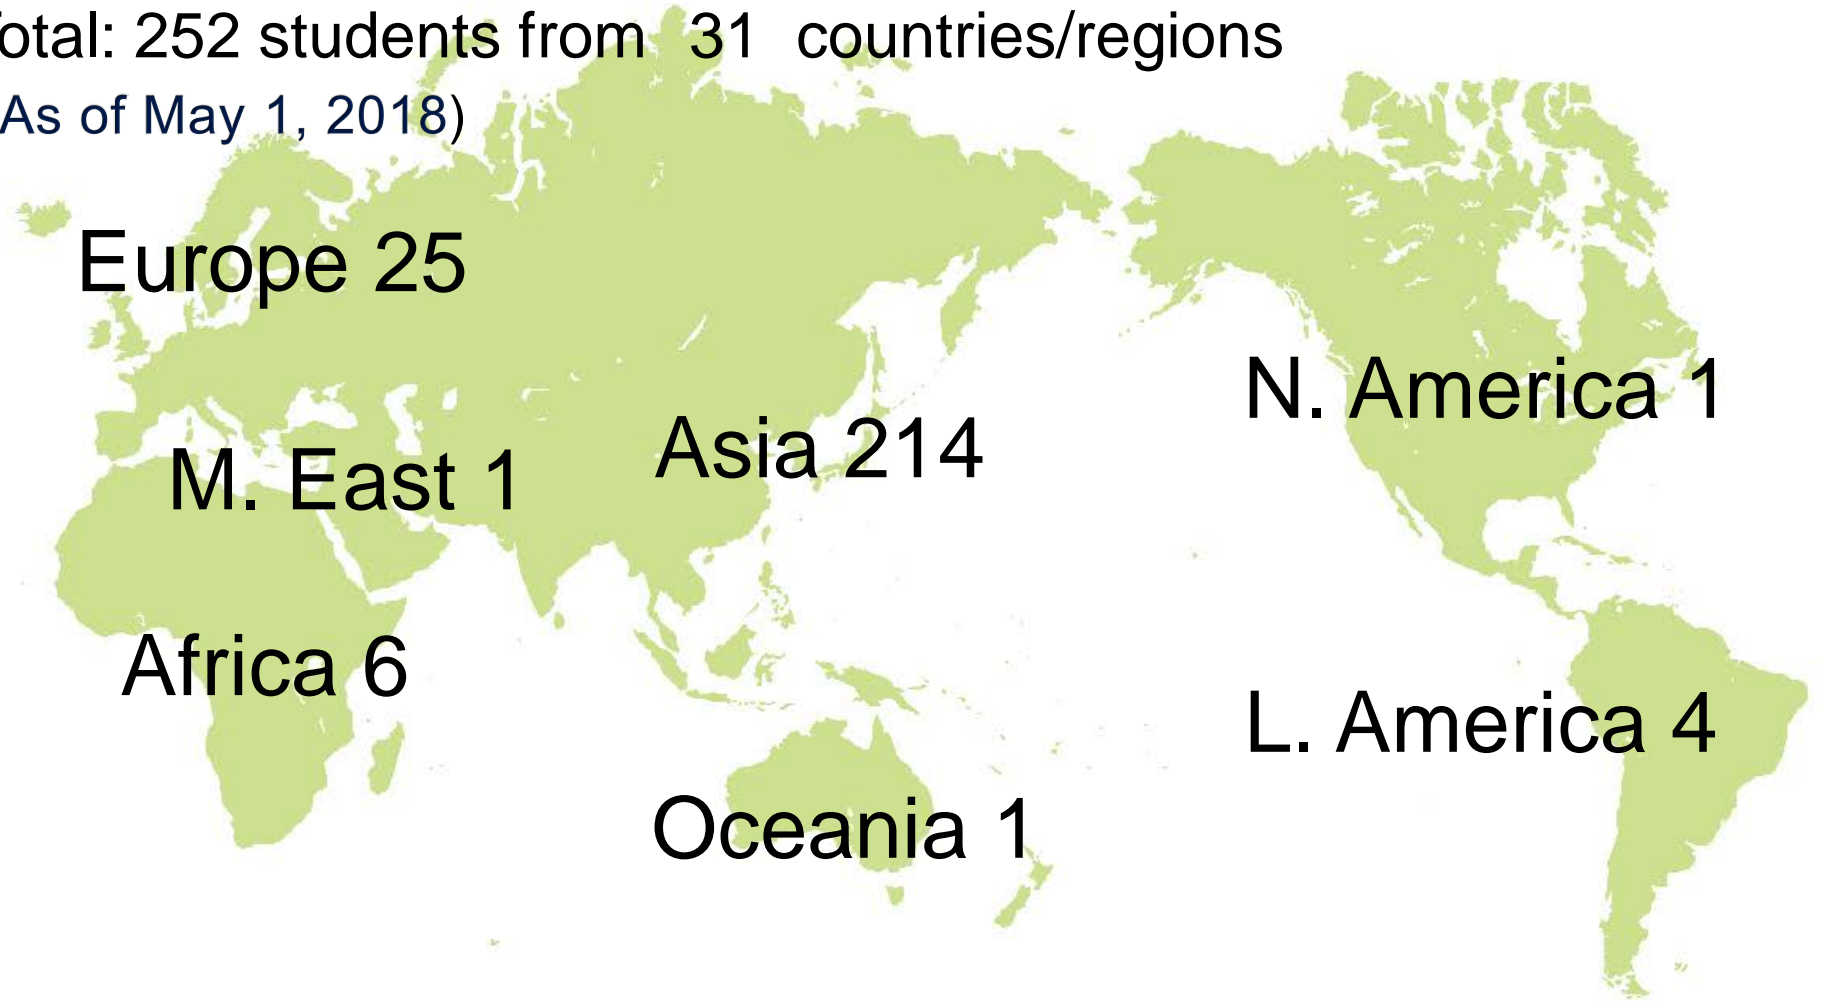 otal: 252 students from 31 countries/regions
As of May 1, 2018)
Europe 25
N. America 1
Asia 214
M. East 1
Africa 6
L. America 4
Oceania 1